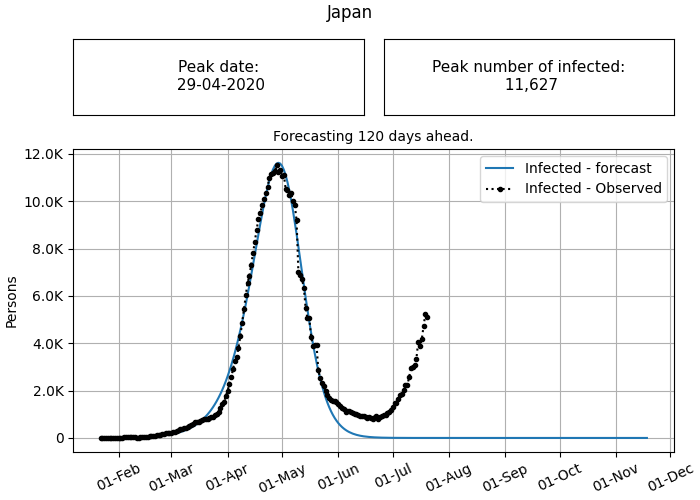 Japan
Peak date:
29-04-2020
Peak number of infected:
11,627
Forecasting 120 days ahead.
12.0K
10.0K
8.0K
6.0K
4.0K
2.0K
0
Persons
Infected - forecast
Infected - Observed
01-Feb
01-Mar
01-Apr
01-May
01-Jun
01-Jul
01-Aug
01-Sep
01-Oct
01-Nov
01-Dec